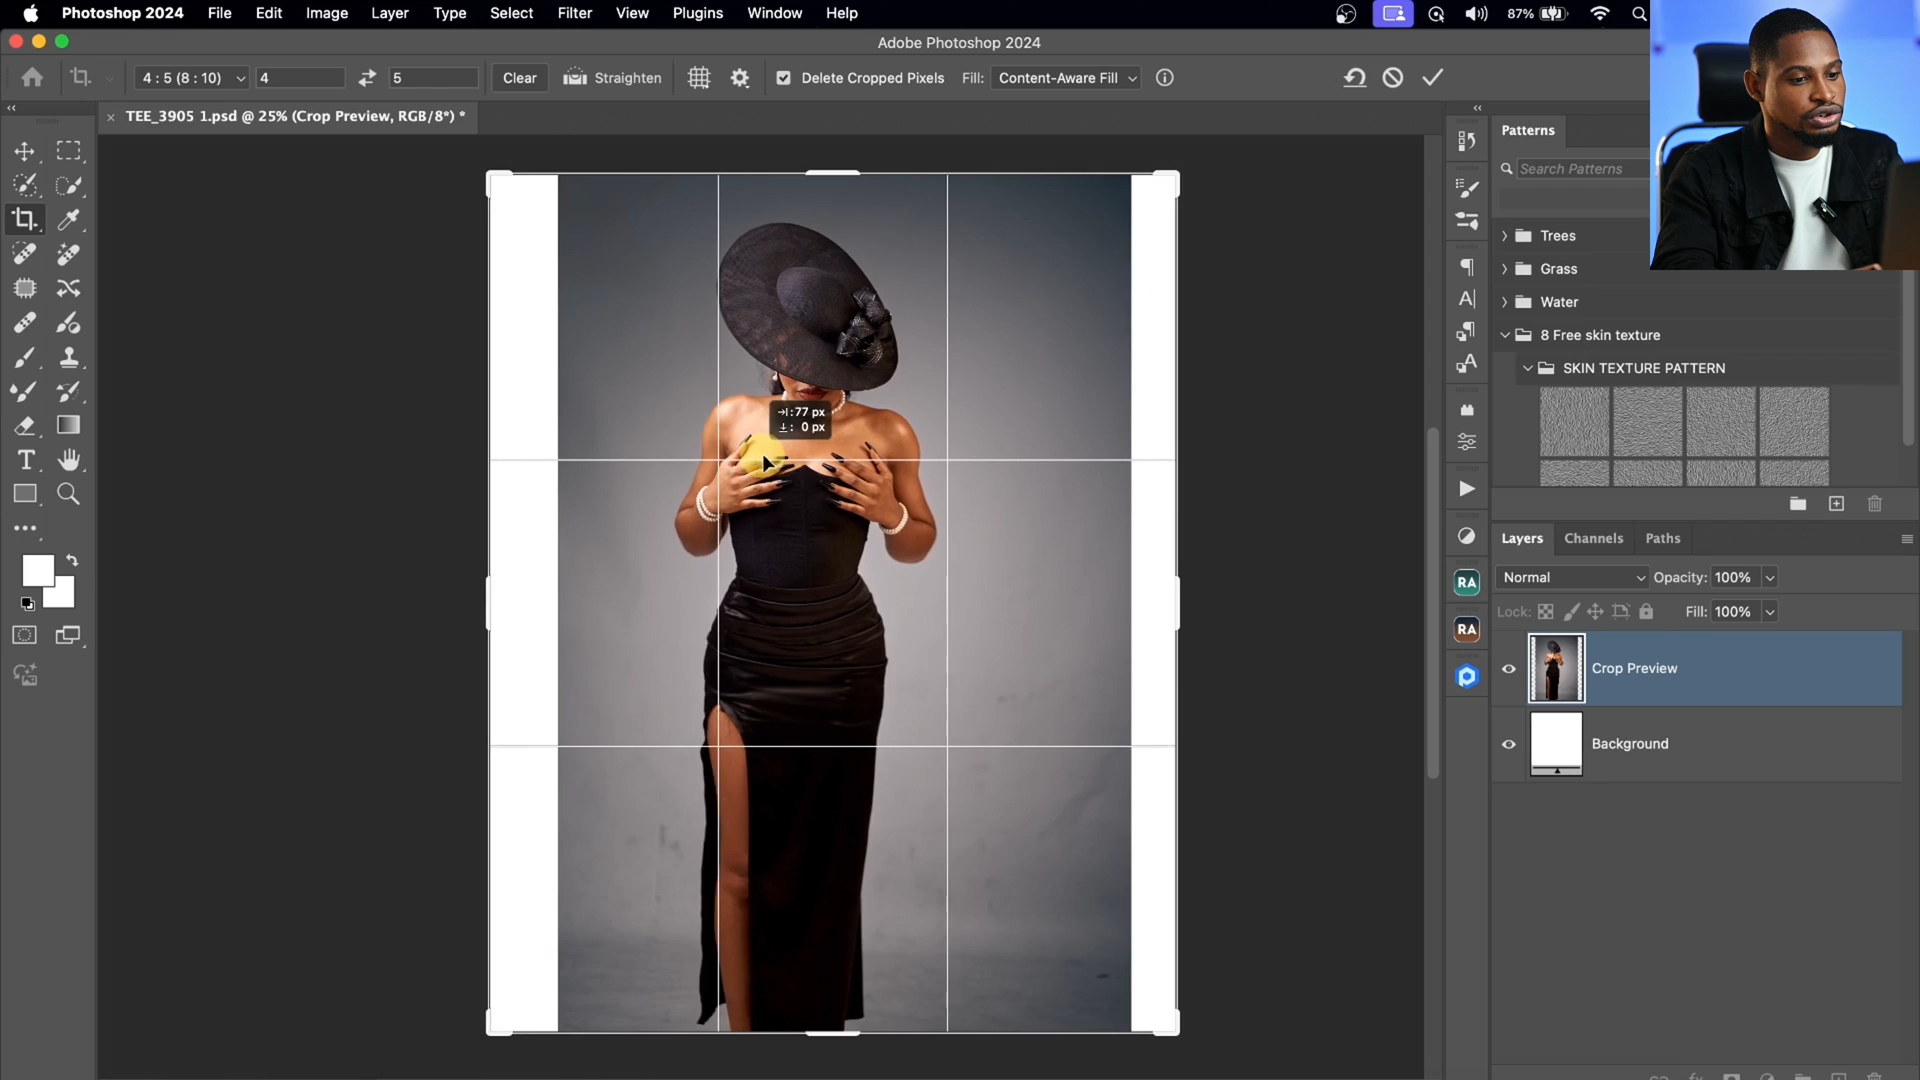 Photoshop 2024 File Edit Image Layer Type Select Filter View Plugins Window Help 87%
Adobe Photoshop 2024
4 : 5 (8 : 10) 4 5 Clear Straighten Delete Cropped Pixels Fill: Content-Aware Fill
TEE_3905 1.psd @ 25% (Crop Preview, RGB/8*) *
Patterns
Search Patterns
Trees
Grass
Water
8 Free skin texture
SKIN TEXTURE PATTERN
: 77 px
: 0 px
Layers Channels Paths
Normal Opacity: 100%
Lock: Fill: 100%
RA
RA
Crop Preview
Background